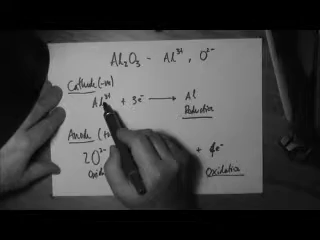 Al₂O₃ - Al³⁺, O²⁻
Cathode (-ve)
Al³⁺ + 3e⁻ ⟶ Al
Reduction
Anode (+
2O²⁻ + 4e⁻
Oxidation